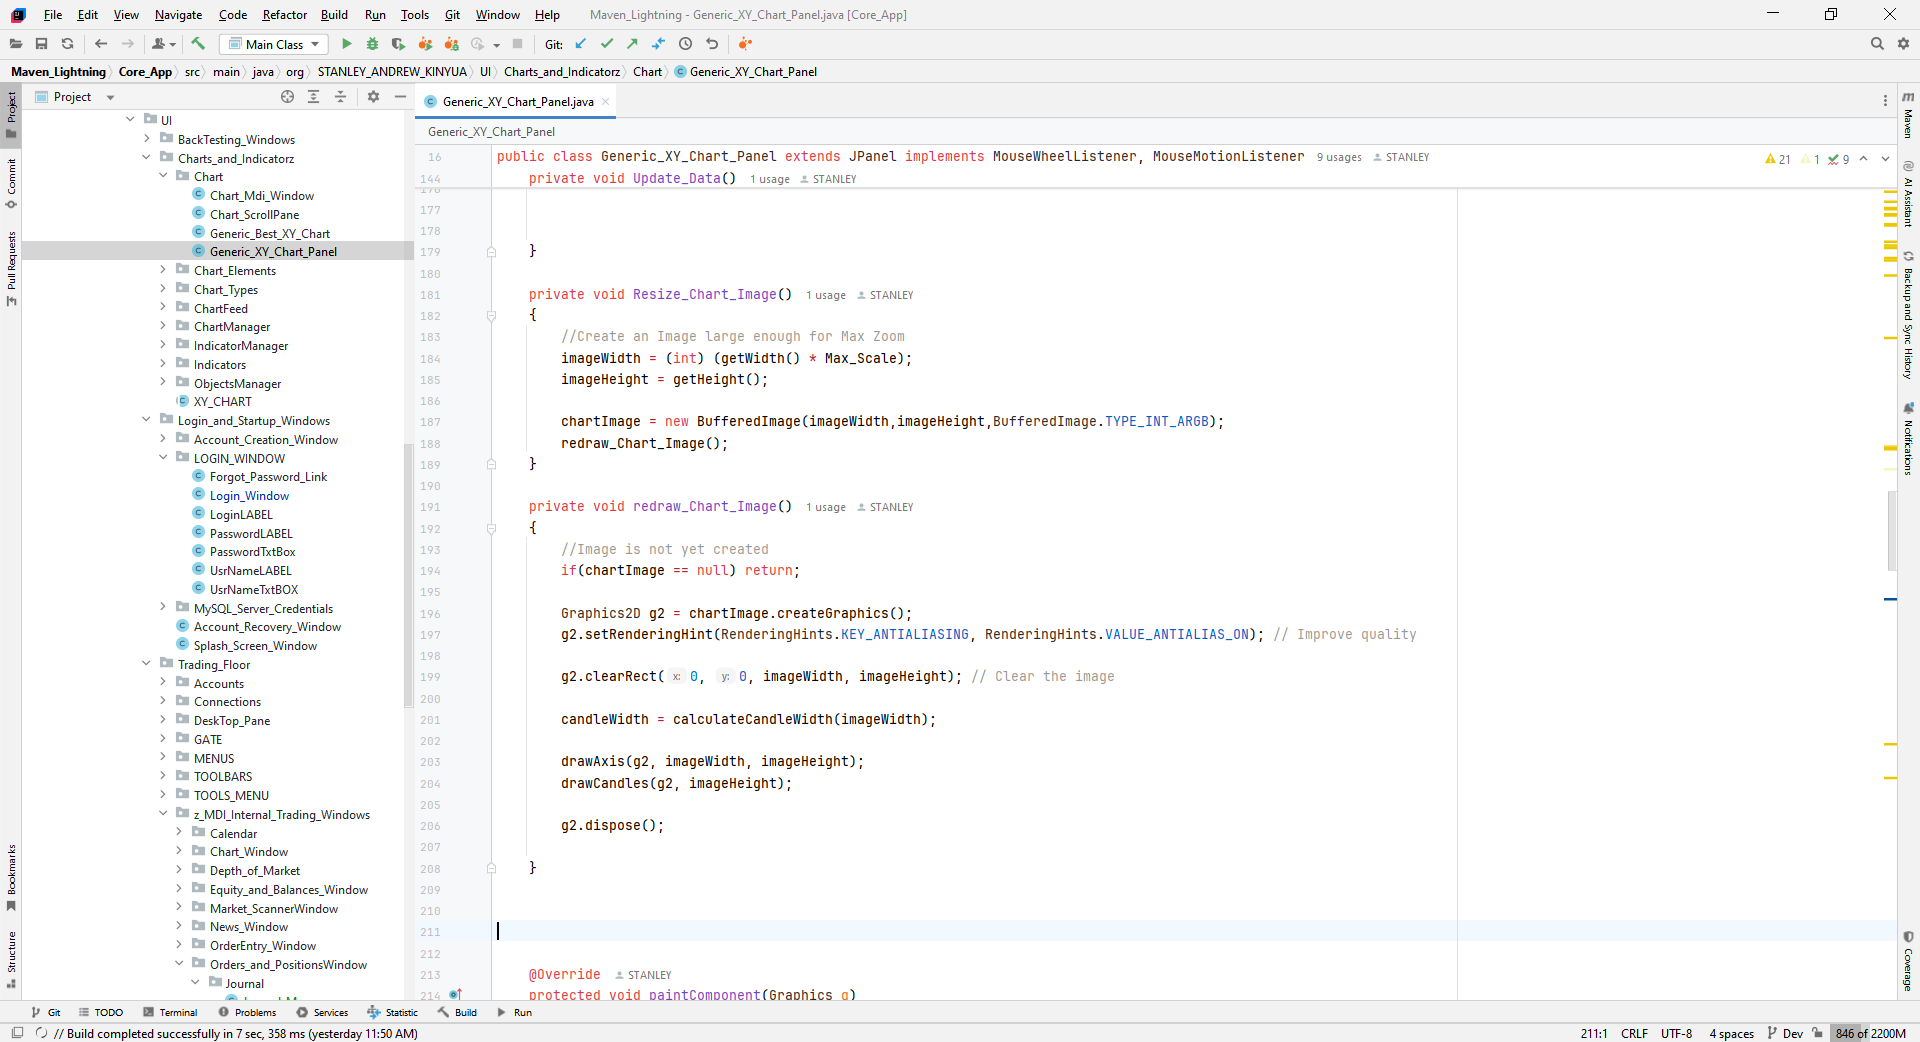 File Edit View Navigate Code Refactor Build Run Tools Git Window Help Maven_Lightning - Generic_XY_Chart_Panel.java [Core_App]
Main Class Git:
Maven_Lightning Core_App src main java org STANLEY_ANDREW_KINYUA UI Charts_and_Indicatorz Chart Generic_XY_Chart_Panel
Project
UI
BackTesting_Windows
Charts_and_Indicatorz
Chart
Chart_Mdi_Window
Chart_ScrollPane
Generic_Best_XY_Chart
Generic_XY_Chart_Panel
Chart_Elements
Chart_Types
ChartFeed
ChartManager
IndicatorManager
Indicators
ObjectsManager
XY_CHART
Login_and_Startup_Windows
Account_Creation_Window
LOGIN_WINDOW
Forgot_Password_Link
Login_Window
LoginLABEL
PasswordLABEL
PasswordTxtBox
UsrNameLABEL
UsrNameTxtBOX
MySQL_Server_Credentials
Account_Recovery_Window
Splash_Screen_Window
Trading_Floor
Accounts
Connections
DeskTop_Pane
GATE
MENUS
TOOLBARS
TOOLS_MENU
z_MDI_Internal_Trading_Windows
Calendar
Chart_Window
Depth_of_Market
Equity_and_Balances_Window
Market_ScannerWindow
News_Window
OrderEntry_Window
Orders_and_PositionsWindow
Journal
Project
Commit
Pull Requests
Bookmarks
Structure
Generic_XY_Chart_Panel.java
Generic_XY_Chart_Panel
16 public class Generic_XY_Chart_Panel extends JPanel implements MouseWheelListener, MouseMotionListener 9 usages STANLEY
21 1 9
144 private void Update_Data() 1 usage STANLEY
177
178
179 }
180
181 private void Resize_Chart_Image() 1 usage STANLEY
182 {
183 //Create an Image large enough for Max Zoom
184 imageWidth = (int) (getWidth() * Max_Scale);
185 imageHeight = getHeight();
186
187 chartImage = new BufferedImage(imageWidth,imageHeight,BufferedImage.TYPE_INT_ARGB);
188 redraw_Chart_Image();
189 }
190
191 private void redraw_Chart_Image() 1 usage STANLEY
192 {
193 //Image is not yet created
194 if(chartImage == null) return;
195
196 Graphics2D g2 = chartImage.createGraphics();
197 g2.setRenderingHint(RenderingHints.KEY_ANTIALIASING, RenderingHints.VALUE_ANTIALIAS_ON); // Improve quality
198
199 g2.clearRect( x: 0, y: 0, imageWidth, imageHeight); // Clear the image
200
201 candleWidth = calculateCandleWidth(imageWidth);
202
203 drawAxis(g2, imageWidth, imageHeight);
204 drawCandles(g2, imageHeight);
205
206 g2.dispose();
207
208 }
209
210
211
212
213 @Override STANLEY
214 protected void paintComponent(Graphics g)
Maven
AI Assistant
Backup and Sync History
Notifications
Coverage
Git TODO Terminal Problems Services Statistic Build Run
// Build completed successfully in 7 sec, 358 ms (yesterday 11:50 AM) 211:1 CRLF UTF-8 4 spaces Dev 846 of 2200M